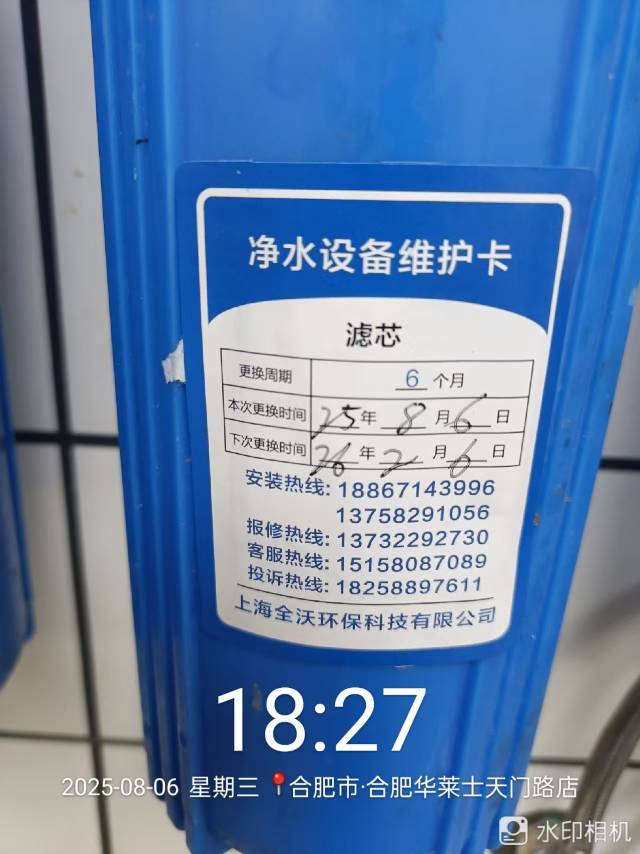 净水设备维护卡
滤芯
更换周期 6 个月
本次更换时间 25年 8月6日
下次更换时间 26年 2月6日
安装热线: 18867143996
13758291056
报修热线: 13732292730
客服热线: 15158087089
投诉热线: 18258897611
上海全沃环保科技有限公司
18:27
2025-08-06 星期三 📍合肥市·合肥华莱士天门路店
水印相机